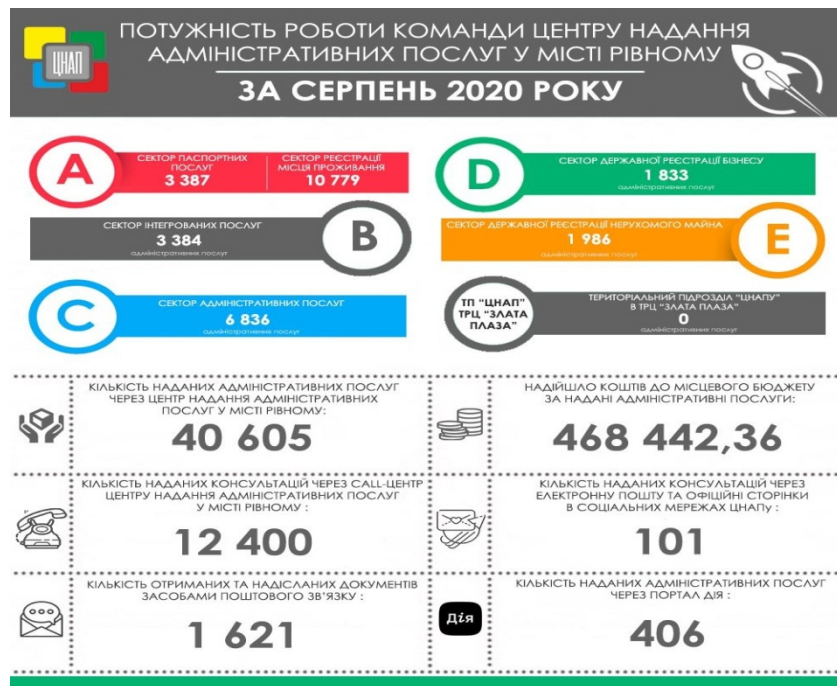 ЦНАП
ПОТУЖНІСТЬ РОБОТИ КОМАНДИ ЦЕНТРУ НАДАННЯ
АДМІНІСТРАТИВНИХ ПОСЛУГ У МІСТІ РІВНОМУ
ЗА СЕРПЕНЬ 2020 РОКУ
A
СЕКТОР ПАСПОРТНИХ
ПОСЛУГ
3 387
СЕКТОР РЕЄСТРАЦІЇ
МІСЦЯ ПРОЖИВАННЯ
10 779
СЕКТОР ІНТЕГРОВАНИХ ПОСЛУГ
3 384
адміністративних послуг
B
C
СЕКТОР АДМІНІСТРАТИВНИХ ПОСЛУГ
6 836
адміністративних послуг
D
СЕКТОР ДЕРЖАВНОЇ РЕЄСТРАЦІЇ БІЗНЕСУ
1 833
адміністративних послуг
СЕКТОР ДЕРЖАВНОЇ РЕЄСТРАЦІЇ НЕРУХОМОГО МАЙНА
1 986
адміністративних послуг
E
ТП "ЦНАП"
ТРЦ "ЗЛАТА
ПЛАЗА"
ТЕРИТОРІАЛЬНИЙ ПІДРОЗДІЛ "ЦНАПУ"
В ТРЦ "ЗЛАТА ПЛАЗА"
0
адміністративних послуг
КІЛЬКІСТЬ НАДАНИХ АДМІНІСТРАТИВНИХ ПОСЛУГ
ЧЕРЕЗ ЦЕНТР НАДАННЯ АДМІНІСТРАТИВНИХ
ПОСЛУГ У МІСТІ РІВНОМУ:
40 605
НАДІЙШЛО КОШТІВ ДО МІСЦЕВОГО БЮДЖЕТУ
ЗА НАДАНІ АДМІНІСТРАТИВНІ ПОСЛУГИ:
468 442,36
КІЛЬКІСТЬ НАДАНИХ КОНСУЛЬТАЦІЙ ЧЕРЕЗ CALL-ЦЕНТР
ЦЕНТРУ НАДАННЯ АДМІНІСТРАТИВНИХ ПОСЛУГ
У МІСТІ РІВНОМУ :
12 400
КІЛЬКІСТЬ НАДАНИХ КОНСУЛЬТАЦІЙ ЧЕРЕЗ
ЕЛЕКТРОННУ ПОШТУ ТА ОФІЦІЙНІ СТОРІНКИ
В СОЦІАЛЬНИХ МЕРЕЖАХ ЦНАПу :
101
КІЛЬКІСТЬ ОТРИМАНИХ ТА НАДІСЛАНИХ ДОКУМЕНТІВ
ЗАСОБАМИ ПОШТОВОГО ЗВ'ЯЗКУ :
1 621
Дія
КІЛЬКІСТЬ НАДАНИХ АДМІНІСТРАТИВНИХ ПОСЛУГ
ЧЕРЕЗ ПОРТАЛ ДІЯ :
406